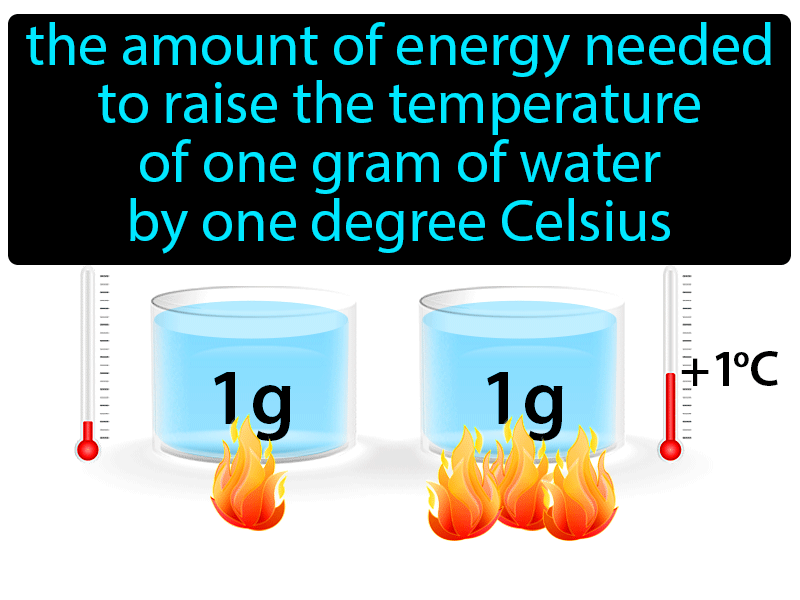 the amount of energy needed
to raise the temperature
of one gram of water
by one degree Celsius
1g
1g
+1ºC